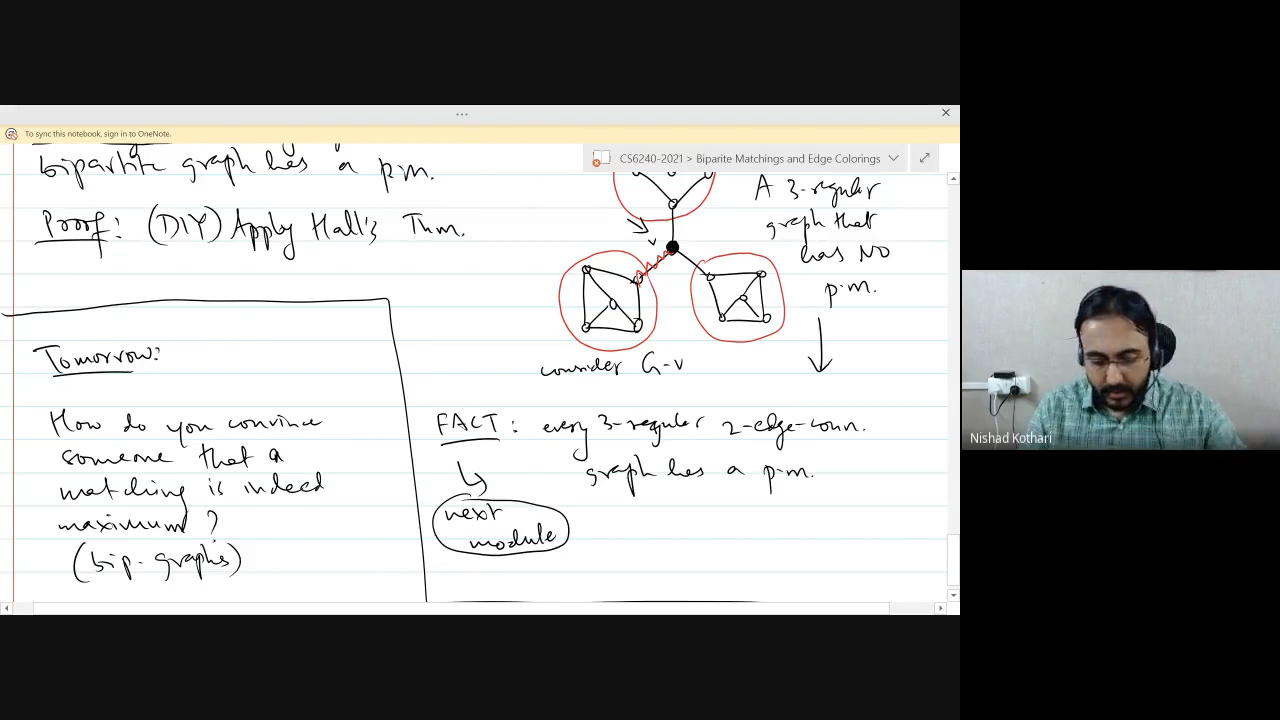 To sync this notebook, sign in to OneNote.
CS6240-2021 > Biparite Matchings and Edge Colorings
bipartite graph has a p.m.
Proof: (DIY) Apply Hall's Thm.
A 3-regular
graph that
has NO
p.m.
v
consider G-v
Tomorrow:
How do you convince
someone that a
matching is indeed
maximum?
(bip. graphs)
FACT: every 3-regular 2-edge-conn.
graph has a p.m.
next
module
Nishad Kothari